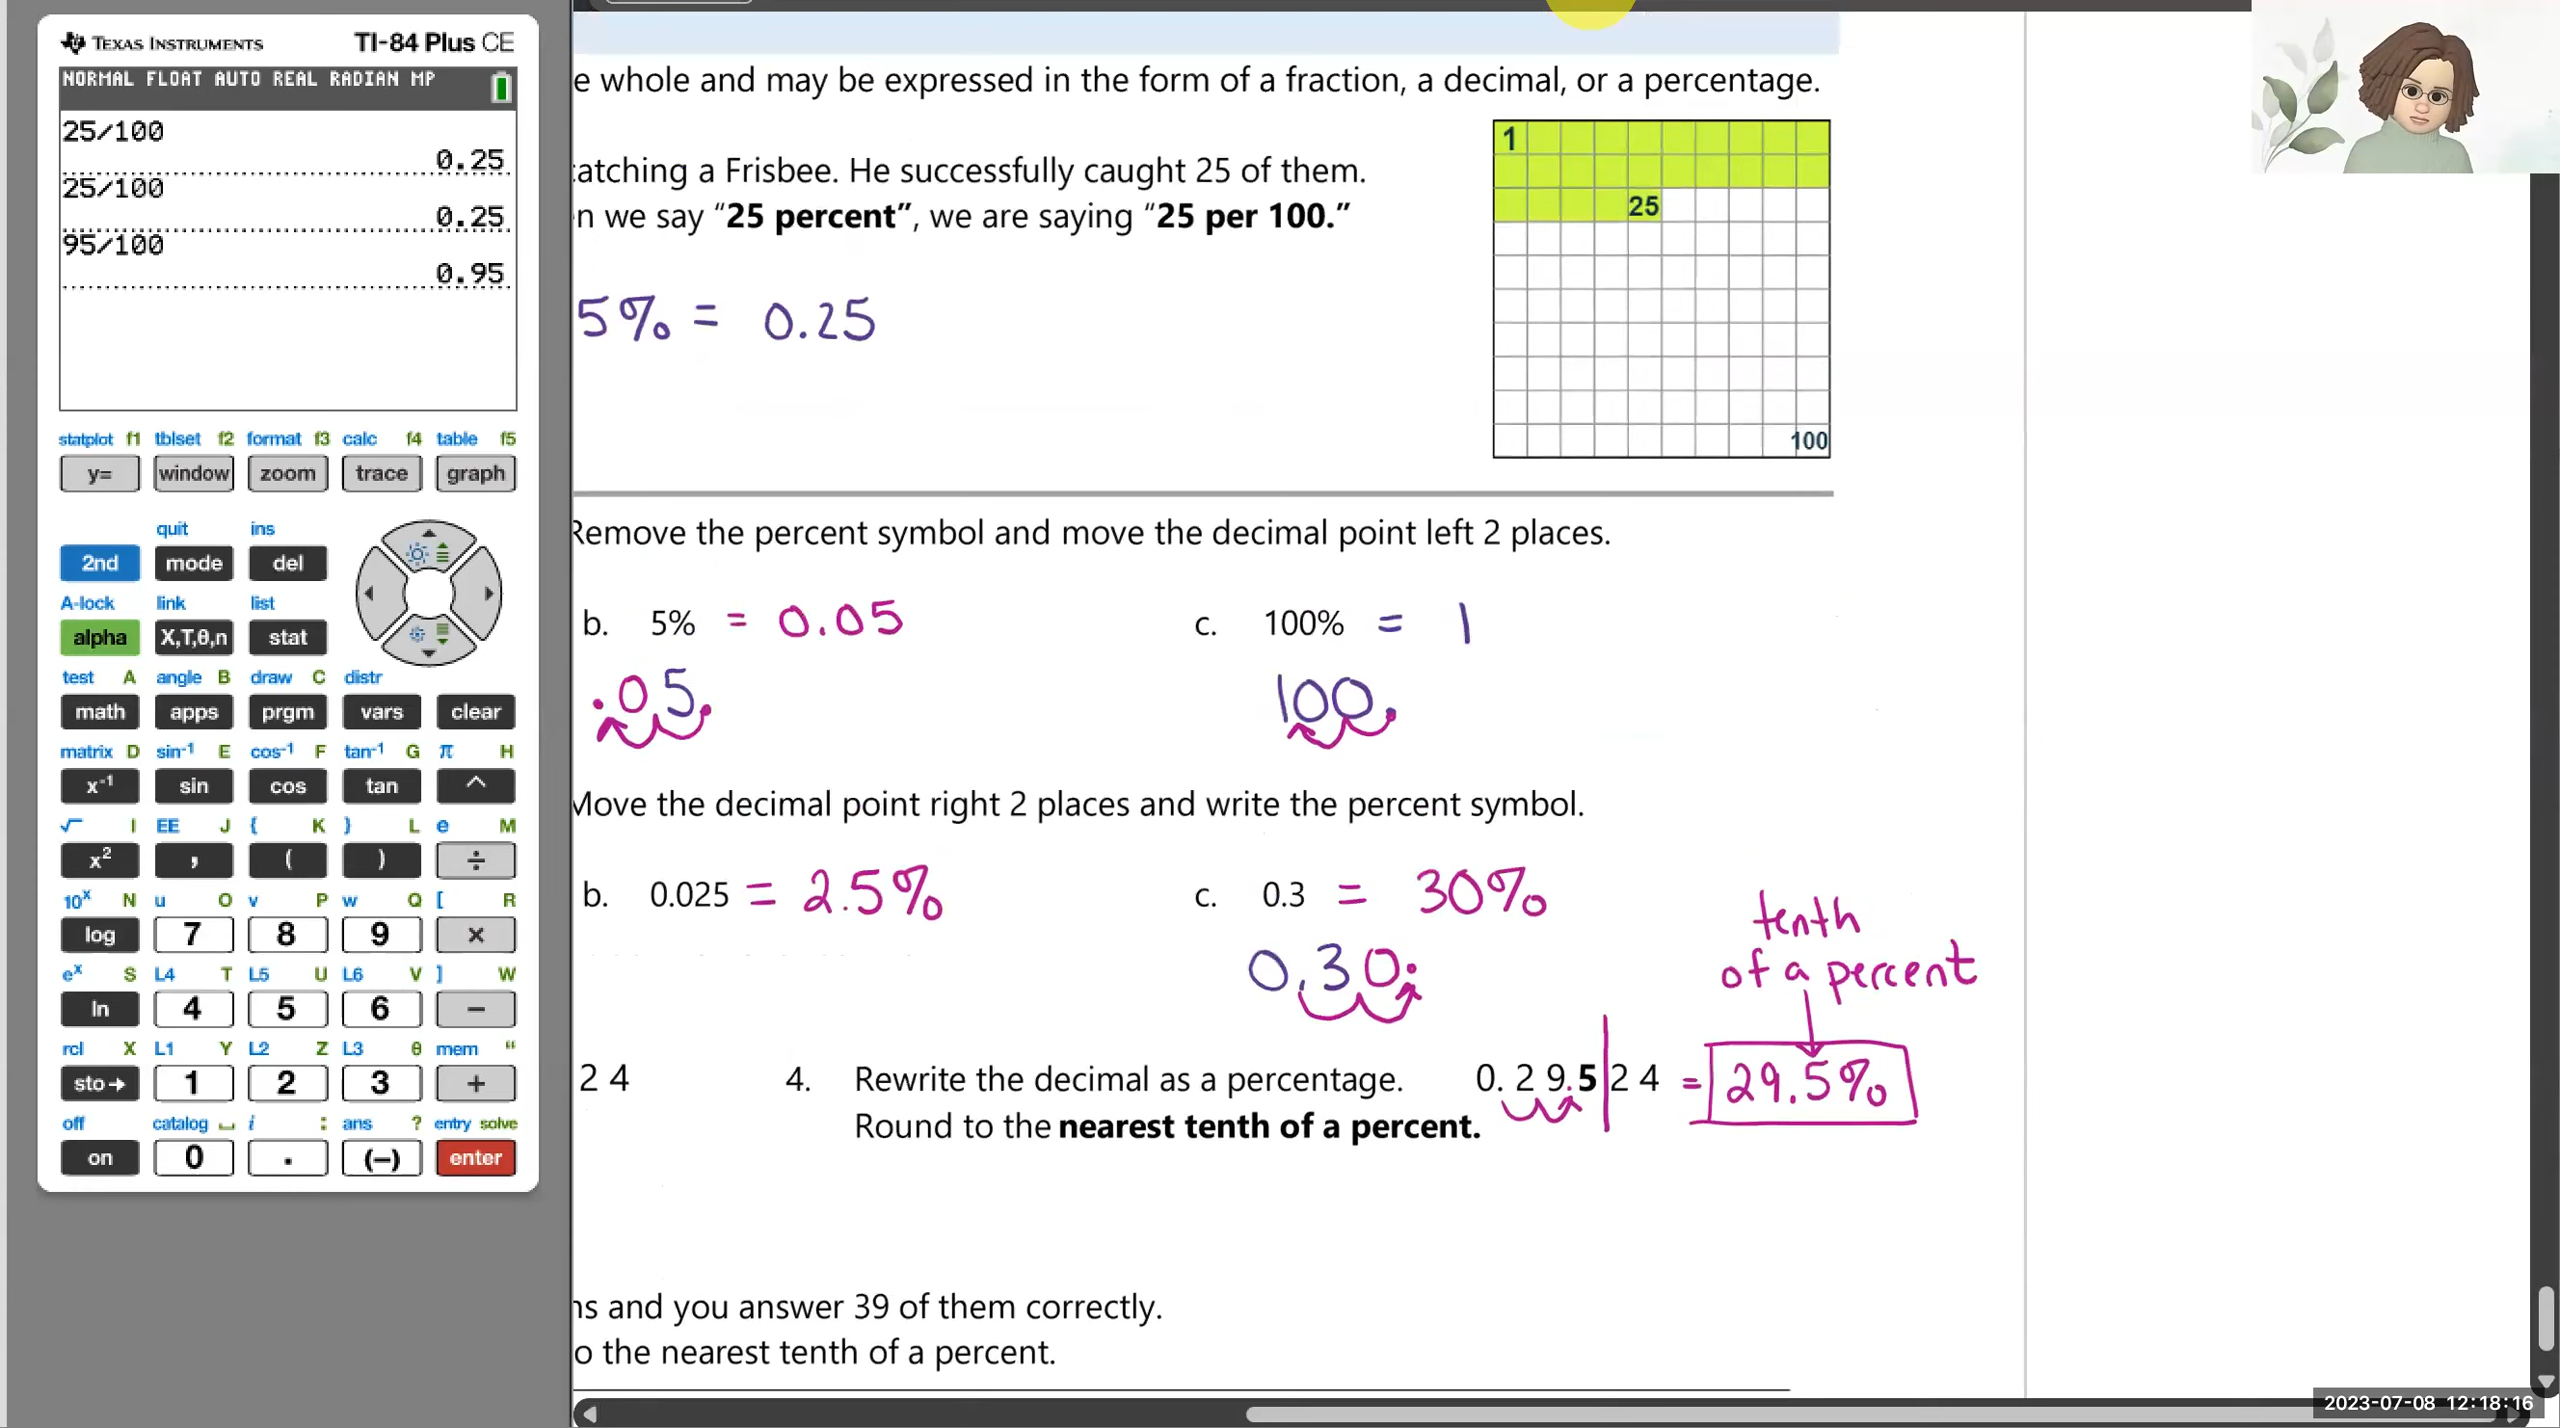 TEXAS INSTRUMENTS TI-84 Plus CE
NORMAL FLOAT AUTO REAL RADIAN MP
25/100
0.25
25/100
0.25
95/100
0.95
statplot f1 tblset f2 format f3 calc f4 table f5
y= window zoom trace graph
quit ins
2nd mode del
A-lock link list
alpha X,T,θ,n stat
test A angle B draw C distr
math apps prgm vars clear
matrix D sin⁻¹ E cos⁻¹ F tan⁻¹ G π H
x⁻¹ sin cos tan ^
√ I EE J { K } L e M
x² , ( ) ÷
10ˣ N u O v P w Q [ R
log 7 8 9 ×
eˣ S L4 T L5 U L6 V ] W
ln 4 5 6 −
rcl X L1 Y L2 Z L3 θ mem "
sto→ 1 2 3 +
off catalog ⎵ i : ans ? entry solve
on 0 . (−) enter
e whole and may be expressed in the form of a fraction, a decimal, or a percentage.
atching a Frisbee. He successfully caught 25 of them.
n we say “25 percent”, we are saying “25 per 100.”
5% = 0.25
1
25
100
Remove the percent symbol and move the decimal point left 2 places.
b. 5% = 0.05 c. 100% = 1
.05. 100.
Move the decimal point right 2 places and write the percent symbol.
b. 0.025 = 2.5% c. 0.3 = 30%
0.30.
tenth
of a percent
24 4. Rewrite the decimal as a percentage. 0.29.5|24 = 29.5%
Round to the nearest tenth of a percent.
ns and you answer 39 of them correctly.
o the nearest tenth of a percent.
2023-07-08 12:18:16